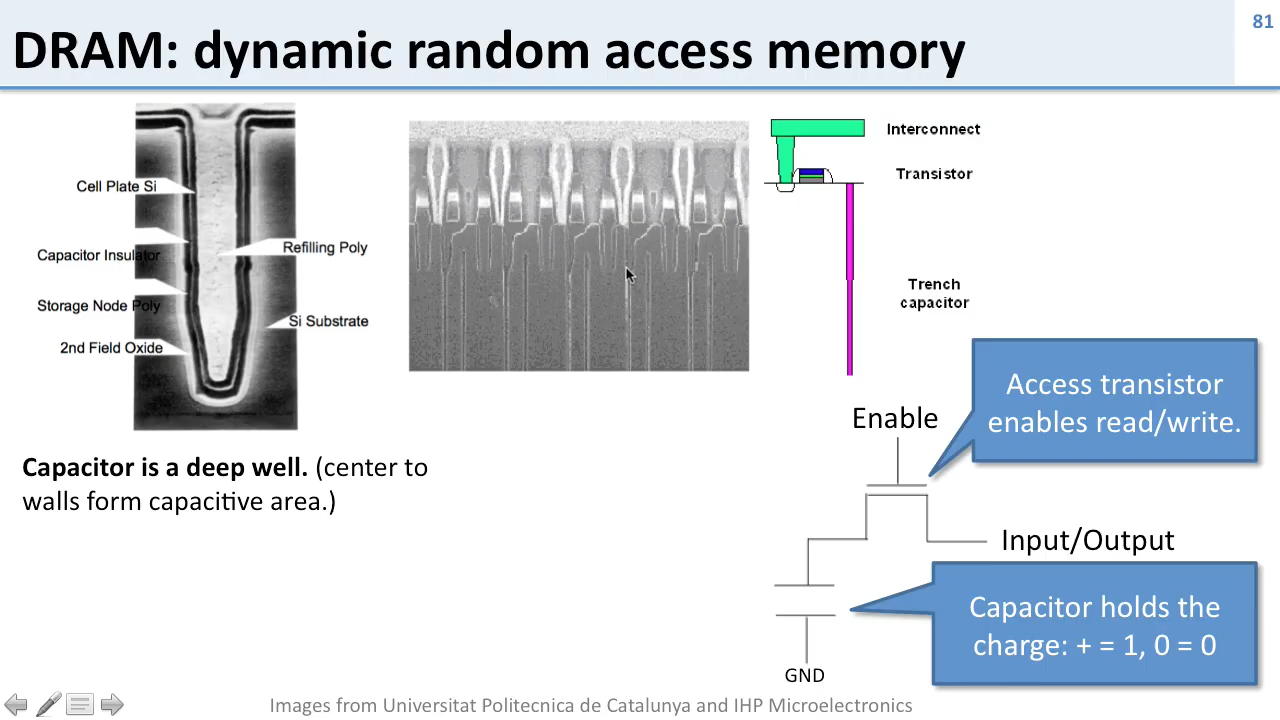 81
DRAM: dynamic random access memory
Cell Plate Si
Capacitor Insulator
Storage Node Poly
2nd Field Oxide
Refilling Poly
Si Substrate
Interconnect
Transistor
Trench
capacitor
Capacitor is a deep well. (center to
walls form capacitive area.)
Access transistor
enables read/write.
Enable
Input/Output
Capacitor holds the
charge: + = 1, 0 = 0
GND
Images from Universitat Politecnica de Catalunya and IHP Microelectronics